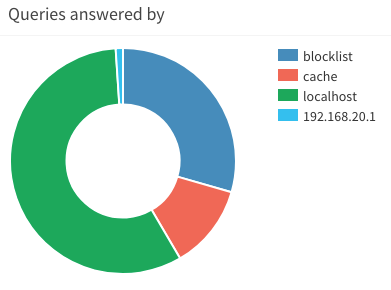 Queries answered by
blocklist
cache
localhost
192.168.20.1